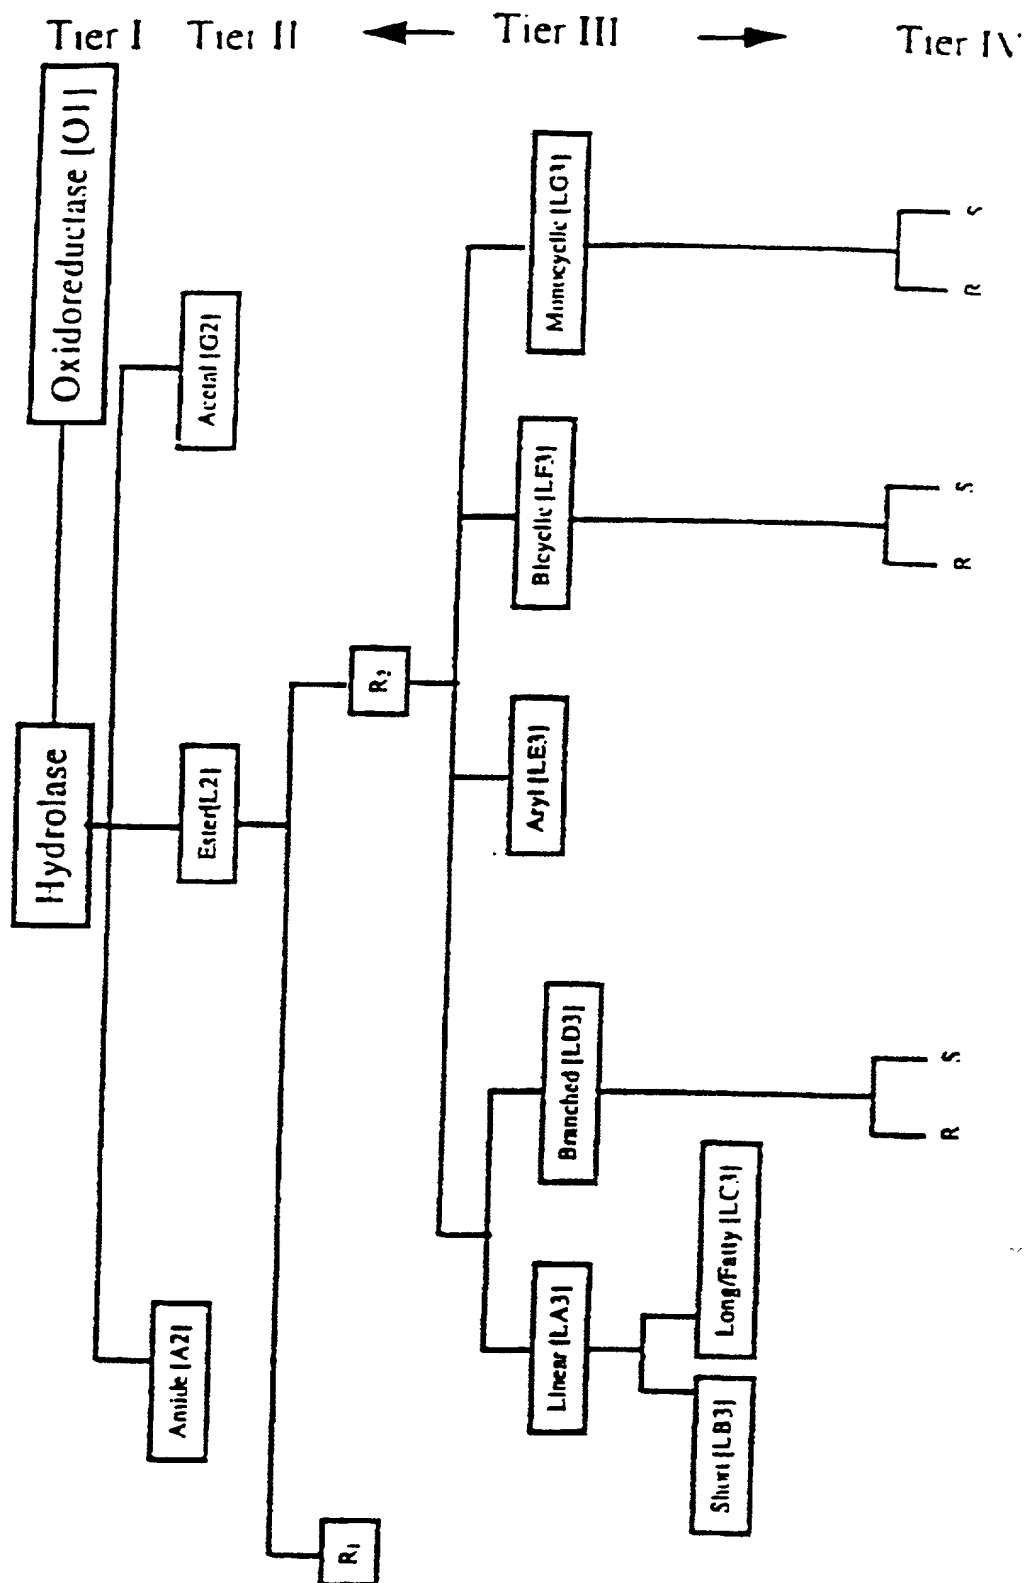 Tier I
Tier II
Tier III
Tier IV
Hydrolase
Oxidoreductase [O1]
Amide [A2]
Ester[L2]
Acetal [G2]
R1
R2
Linear [LA3]
Branched [LD3]
Aryl [LE3]
Bicyclic [LF3]
Monocyclic [LG3]
Short [LB3]
Long/Fatty [LC3]
R
S
R
S
R
S